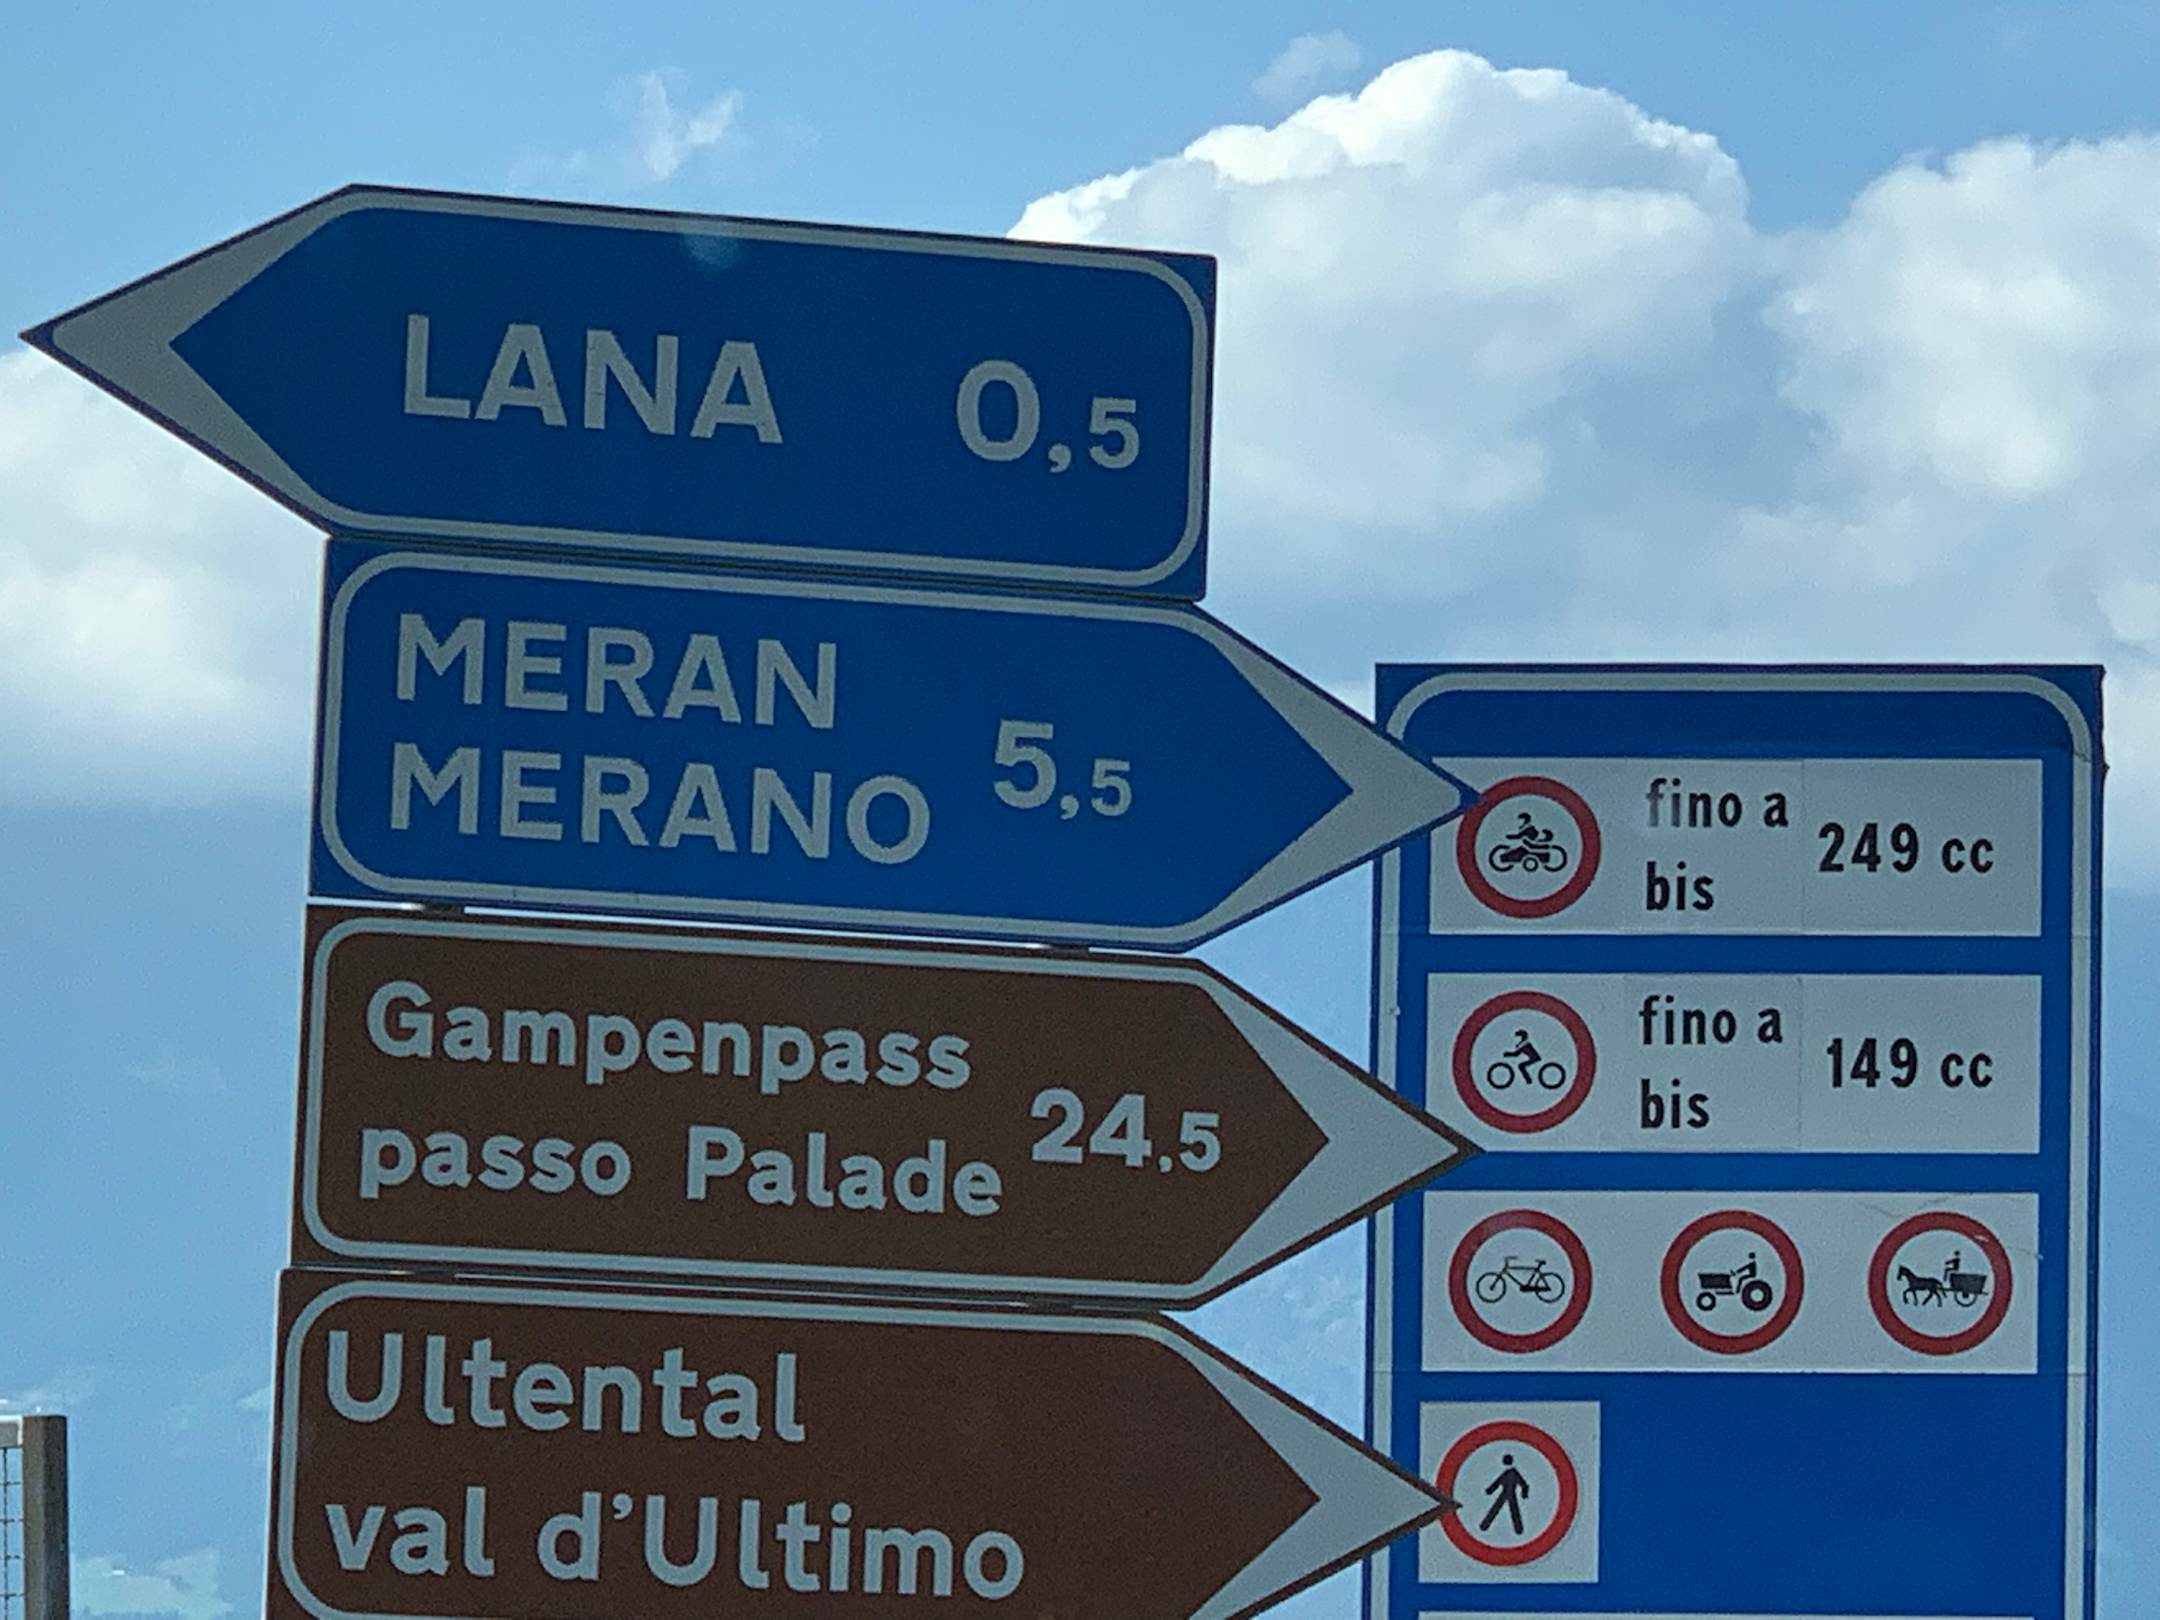 LANA 0,5
MERAN
MERANO 5,5
Gampenpass
passo Palade 24,5
Ultental
val d'Ultimo
fino a
bis 249 cc
fino a
bis 149 cc